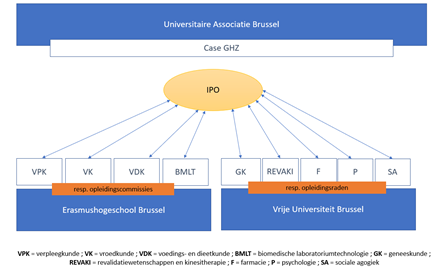 Universitaire Associatie Brussel
Case GHZ
IPO
VPK VK VDK BMLT GK REVAKI F P SA
resp. opleidingscommissies resp. opleidingsraden
Erasmushogeschool Brussel Vrije Universiteit Brussel
VPK = verpleegkunde ; VK = vroedkunde ; VDK = voedings- en dieetkunde ; BMLT = biomedische laboratoriumtechnologie ; GK = geneeskunde ;
REVAKI = revalidatiewetenschappen en kinesitherapie ; F = farmacie ; P = psychologie ; SA = sociale agogiek